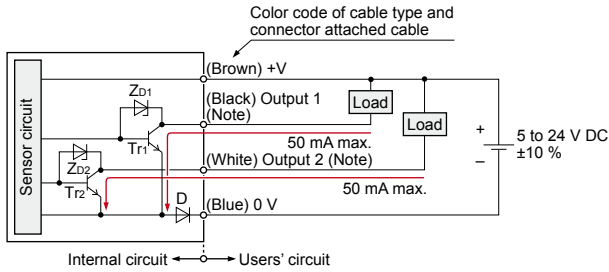 Color code of cable type and
connector attached cable
(Brown) +V
(Black) Output 1
(Note)
Load
Load
50 mA max.
(White) Output 2 (Note)
50 mA max.
(Blue) 0 V
+
–
5 to 24 V DC
±10 %
Sensor circuit
ZD1
Tr1
ZD2
Tr2
D
Internal circuit
Users' circuit